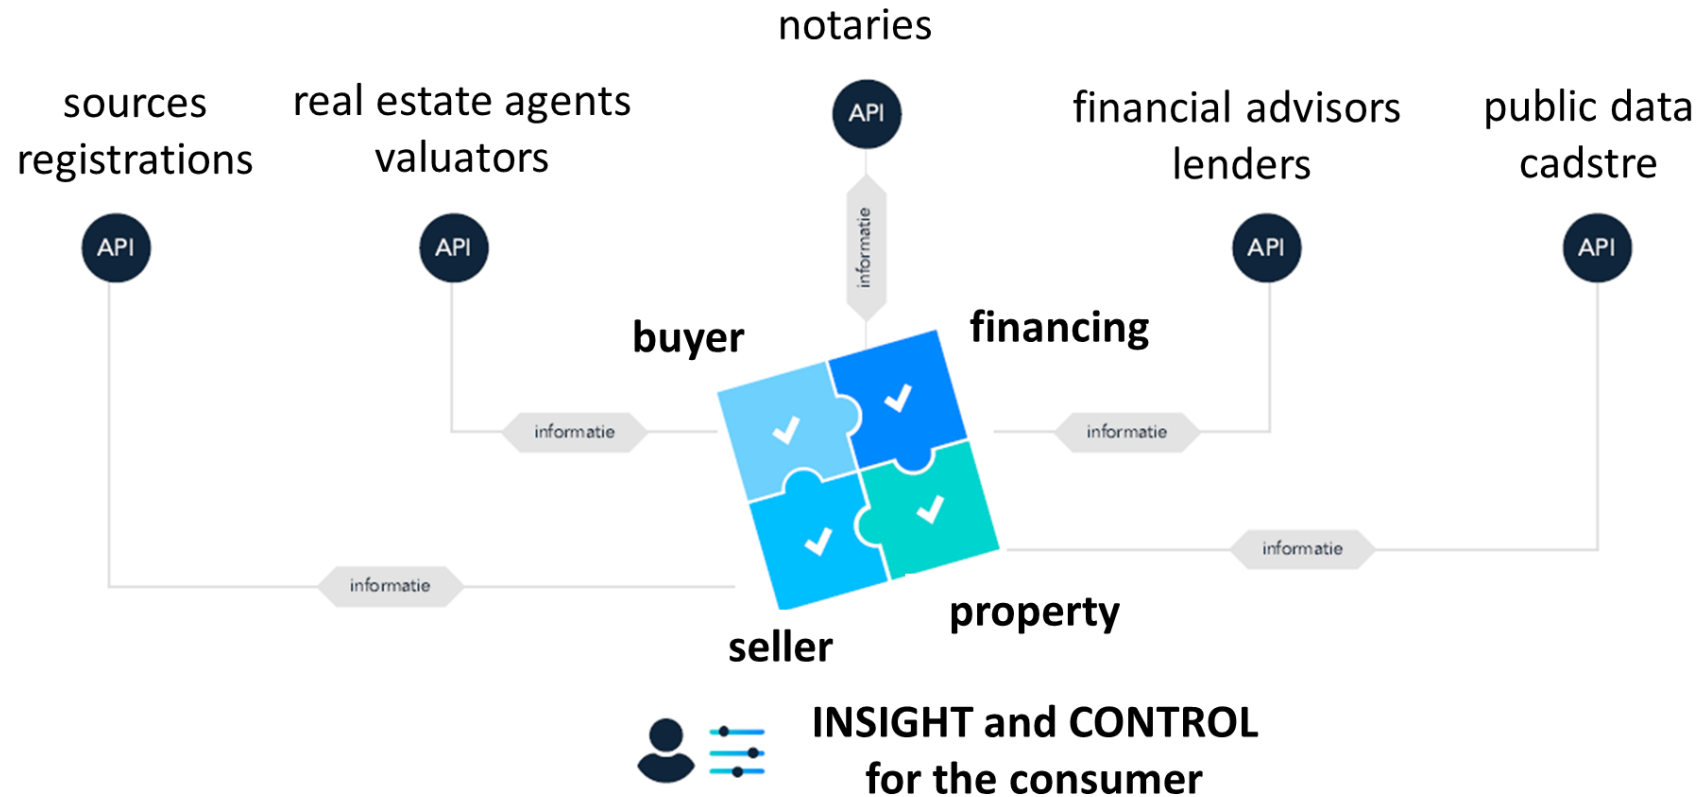 notaries
sources
registrations
real estate agents
valuators
financial advisors
lenders
public data
cadstre
API
API
API
API
API
informatie
buyer
financing
informatie
informatie
informatie
informatie
property
seller
INSIGHT and CONTROL
for the consumer